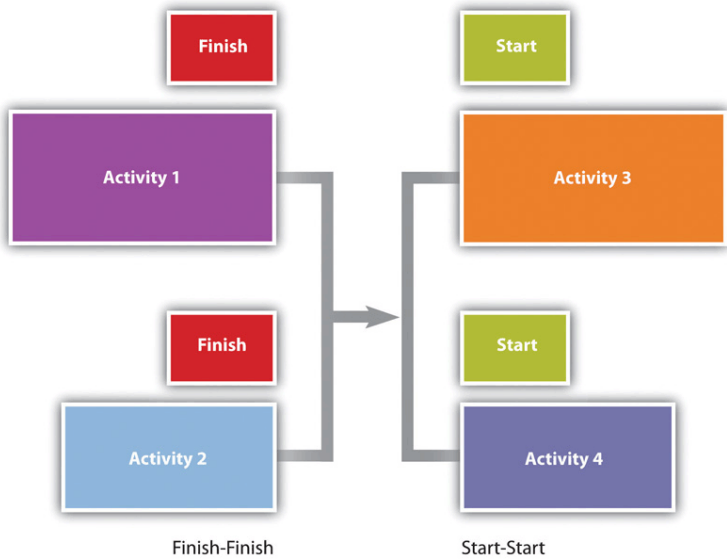 Finish
Start
Activity 1
Activity 3
Finish
Start
Activity 2
Activity 4
Finish-Finish
Start-Start